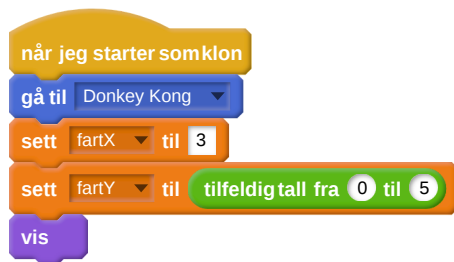 når jeg starter som klon
gå til Donkey Kong
sett fartX til 3
sett fartY til tilfeldig tall fra 0 til 5
vis